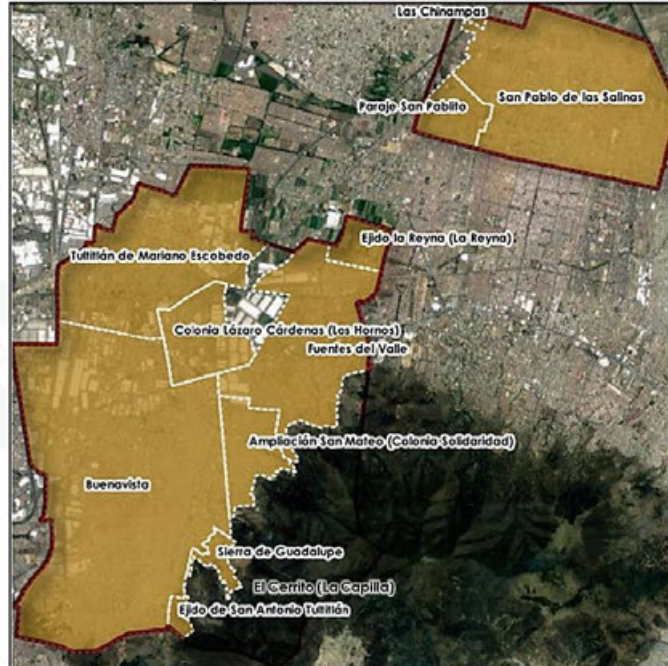 Las Chinampas
San Pablo de las Salinas
Paraje San Pablito
Ejido la Reyna (La Reyna)
Tultitlán de Mariano Escobedo
Colonia Lázaro Cárdenas (Los Hornos)
Fuentes del Valle
Ampliación San Mateo (Colonia Solidaridad)
Buenavista
Sierra de Guadalupe
El Cerrito (La Capilla)
Ejido de San Antonio Tultitlán